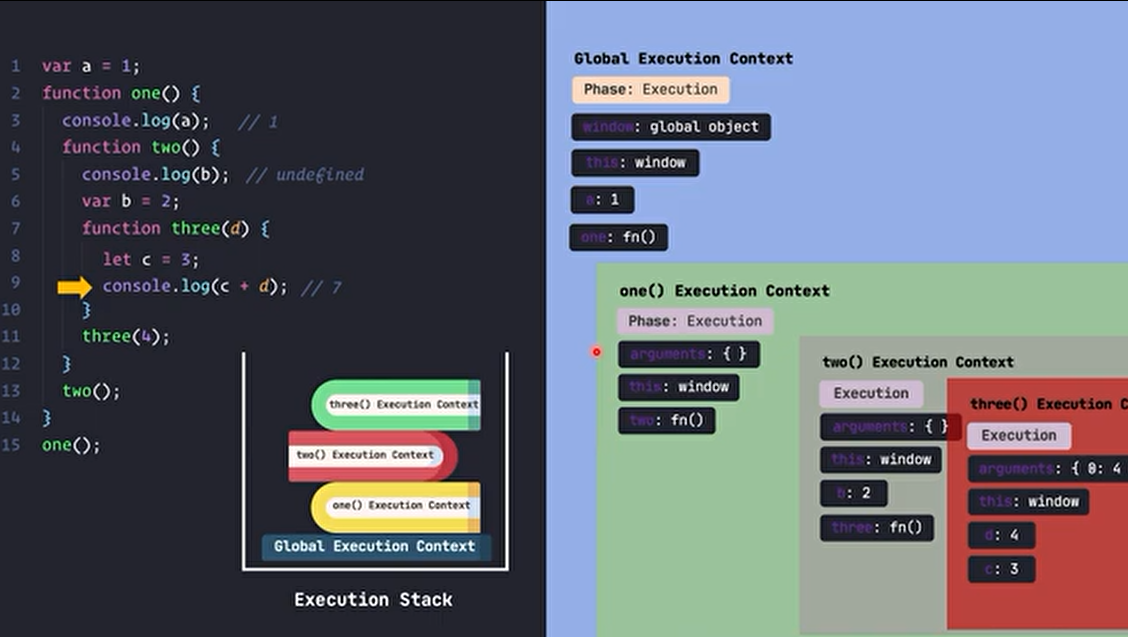 1 var a = 1;
2 function one() {
3 console.log(a); // 1
4 function two() {
5 console.log(b); // undefined
6 var b = 2;
7 function three(d) {
8 let c = 3;
9 console.log(c + d); // 7
10 }
11 three(4);
12 }
13 two();
14 }
15 one();
three() Execution Context
two() Execution Context
one() Execution Context
Global Execution Context
Execution Stack
Global Execution Context
Phase: Execution
window: global object
this: window
a: 1
one: fn()
one() Execution Context
Phase: Execution
arguments: { }
this: window
two: fn()
two() Execution Context
Execution
arguments: { }
this: window
b: 2
three: fn()
three() Execution C
Execution
arguments: { 0: 4
this: window
d: 4
c: 3